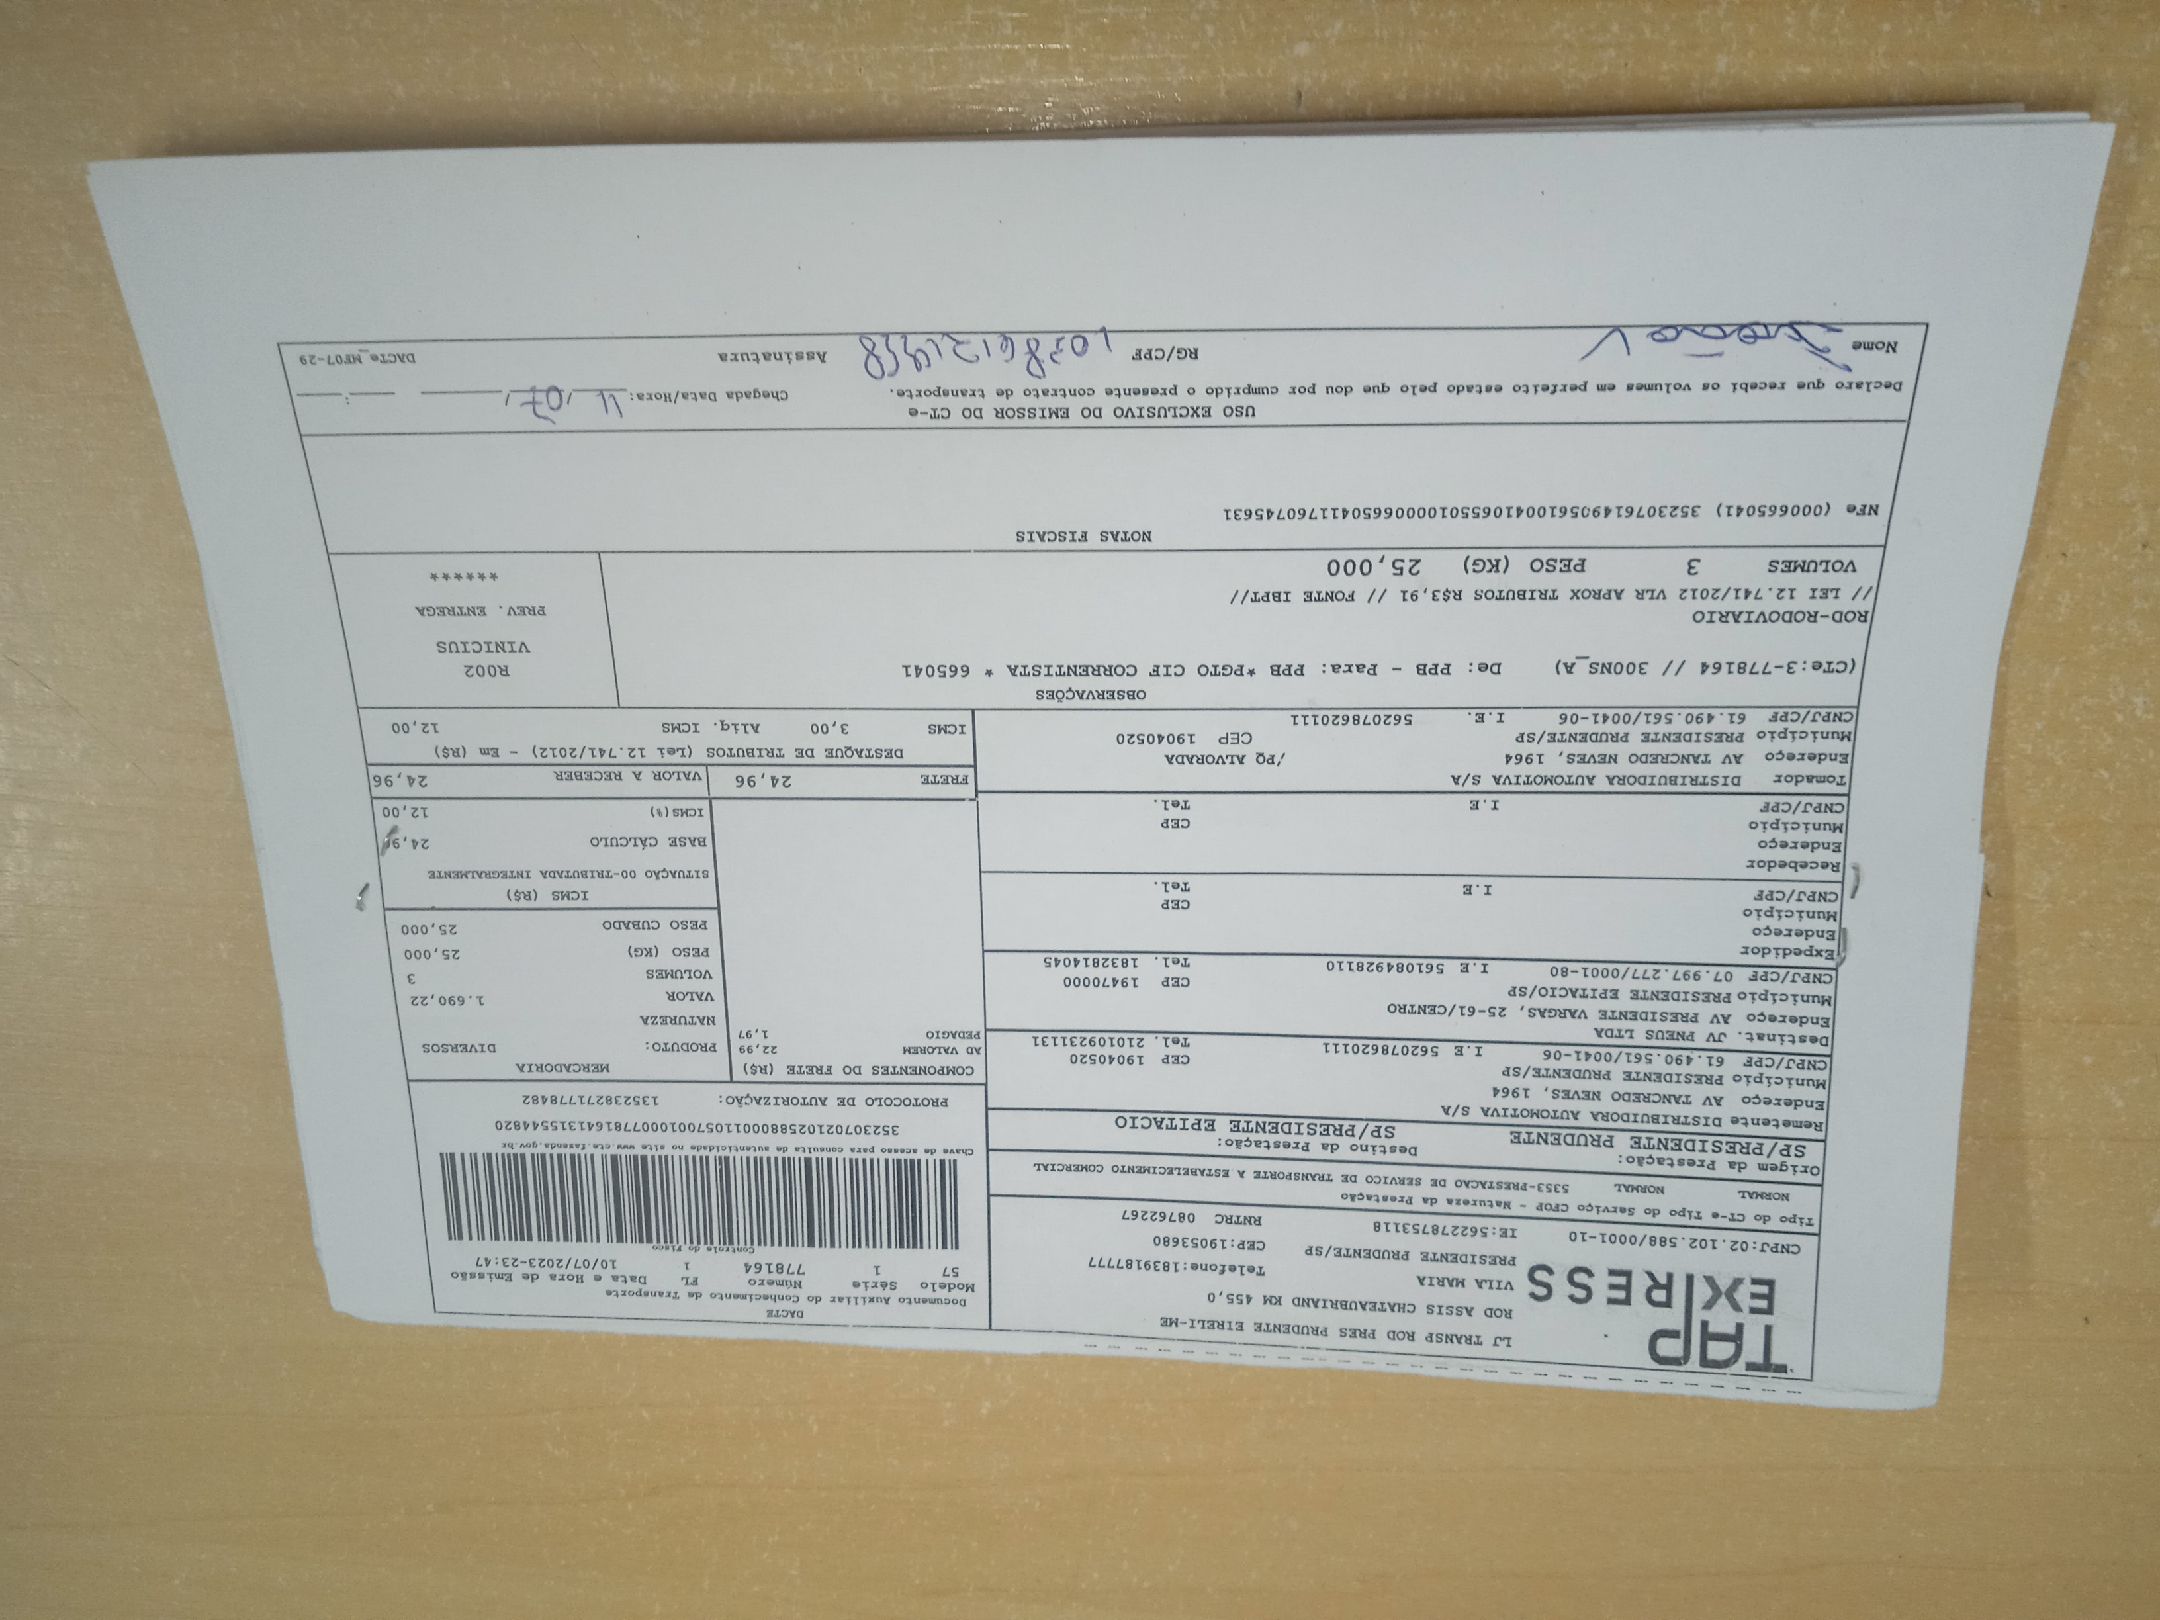 TAP
EXPRESS
LJ TRANSP ROD PRES PRUDENTE EIRELI-ME
ROD ASSIS CHATEAUBRIAND KM 455,0
VILA MARIA Telefone:1839187777
PRESIDENTE PRUDENTE/SP CEP:19053680
CNPJ:02.102.588/0001-10 IE:562278753118 RNTRC 08762267
DACTE
Documento Auxiliar do Conhecimento de Transporte
Modelo Série Número FL Data e Hora de Emissão
57 1 778164 1 10/07/2023-23:47
Controle do Fisco
Chave de acesso para consulta de autenticidade no site www.cte.fazenda.gov.br
35230702102588000110570010007781641315544820
PROTOCOLO DE AUTORIZAÇÃO: 135238271778482
Tipo do CT-e Tipo do Serviço CFOP - Natureza da Prestação
NORMAL NORMAL 5353-PRESTACAO DE SERVICO DE TRANSPORTE A ESTABELECIMENTO COMERCIAL
Origem da Prestação: Destino da Prestação:
SP/PRESIDENTE PRUDENTE SP/PRESIDENTE EPITACIO
Remetente DISTRIBUIDORA AUTOMOTIVA S/A
Endereço AV TANCREDO NEVES, 1964
Município PRESIDENTE PRUDENTE/SP CEP 19040520
CNPJ/CPF 61.490.561/0041-06 I.E 562078620111 Tel. 21010923 1131
Destinat. JV PNEUS LTDA
Endereço AV PRESIDENTE VARGAS, 25-61/CENTRO
Município PRESIDENTE EPITACIO/SP CEP 19470000
CNPJ/CPF 07.997.277/0001-80 I.E 561084928110 Tel. 1832814045
Expedidor
Endereço
Município CEP
CNPJ/CPF I.E Tel.
Recebedor
Endereço
Município CEP
CNPJ/CPF I.E Tel.
Tomador DISTRIBUIDORA AUTOMOTIVA S/A
Endereço AV TANCREDO NEVES, 1964 /PQ ALVORADA
Município PRESIDENTE PRUDENTE/SP CEP 19040520
CNPJ/CPF 61.490.561/0041-06 I.E. 562078620111
COMPONENTES DO FRETE (R$)
AD VALOREM 22,99
PEDAGIO 1,97
MERCADORIA
PRODUTO: DIVERSOS
NATUREZA
VALOR 1.690,22
VOLUMES 3
PESO (KG) 25,000
PESO CUBADO 25,000
ICMS (R$)
SITUAÇÃO 00-TRIBUTADA INTEGRALMENTE
BASE CÁLCULO 24,96
ICMS(%) 12,00
FRETE 24,96 VALOR A RECEBER 24,96
DESTAQUE DE TRIBUTOS (Lei 12.741/2012) - Em (R$)
ICMS 3,00 Aliq. ICMS 12,00
OBSERVAÇÕES
(CTe:3-778164 // 300NS_A) De: PPB - Para: PPB *PGTO CIF CORRENTISTA * 665041
ROD-RODOVIARIO
// LEI 12.741/2012 VLR APROX TRIBUTOS R$3,91 // FONTE IBPT//
VOLUMES 3 PESO (KG) 25,000
R002
VINICIUS
PREV. ENTREGA
******
NOTAS FISCAIS
NFe (000665041) 35230761490561004106550100006650411760745631
USO EXCLUSIVO DO EMISSOR DO CT-e
Declaro que recebi os volumes em perfeito estado pelo que dou por cumprido o presente contrato de transporte. Chegada Data/Hora: 11/07/ :
Nome João V RG/CPF Assinatura DACTe_MF07-29